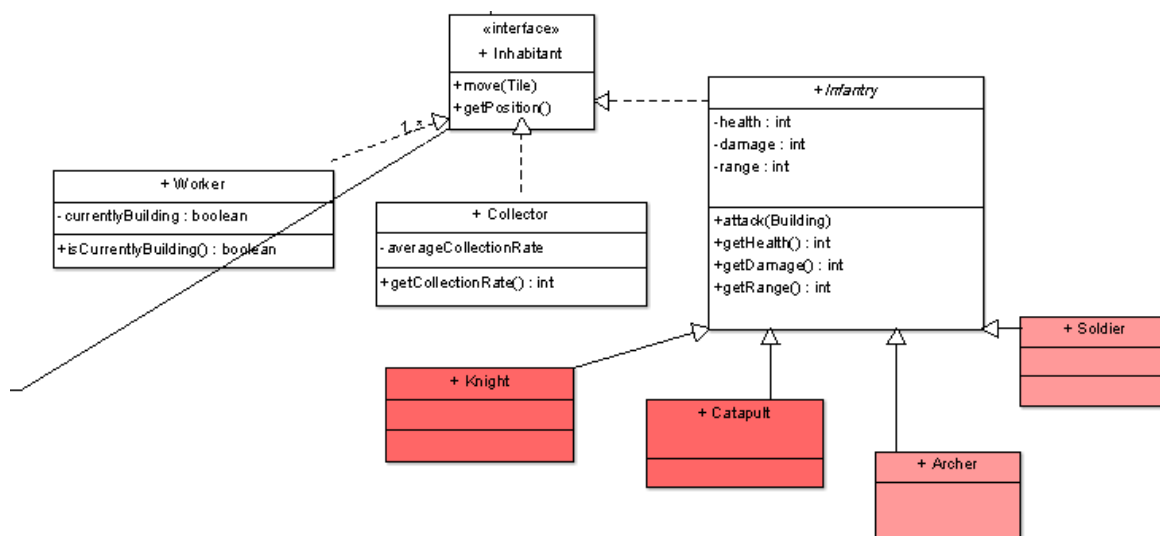 «interface»
+ Inhabitant
+move(Tile)
+getPosition()
1..*
+ Worker
- currentlyBuilding : boolean
+isCurrentlyBuilding() : boolean
+ Collector
- averageCollectionRate
+getCollectionRate() : int
+ Infantry
-health : int
-damage : int
-range : int
+attack(Building)
+getHealth() : int
+getDamage() : int
+getRange() : int
+ Knight
+ Catapult
+ Archer
+ Soldier